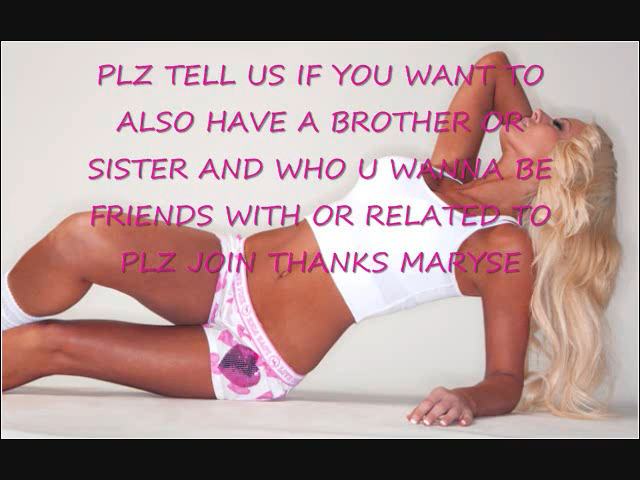 PLZ TELL US IF YOU WANT TO
ALSO HAVE A BROTHER OR
SISTER AND WHO U WANNA BE
FRIENDS WITH OR RELATED TO
PLZ JOIN THANKS MARYSE